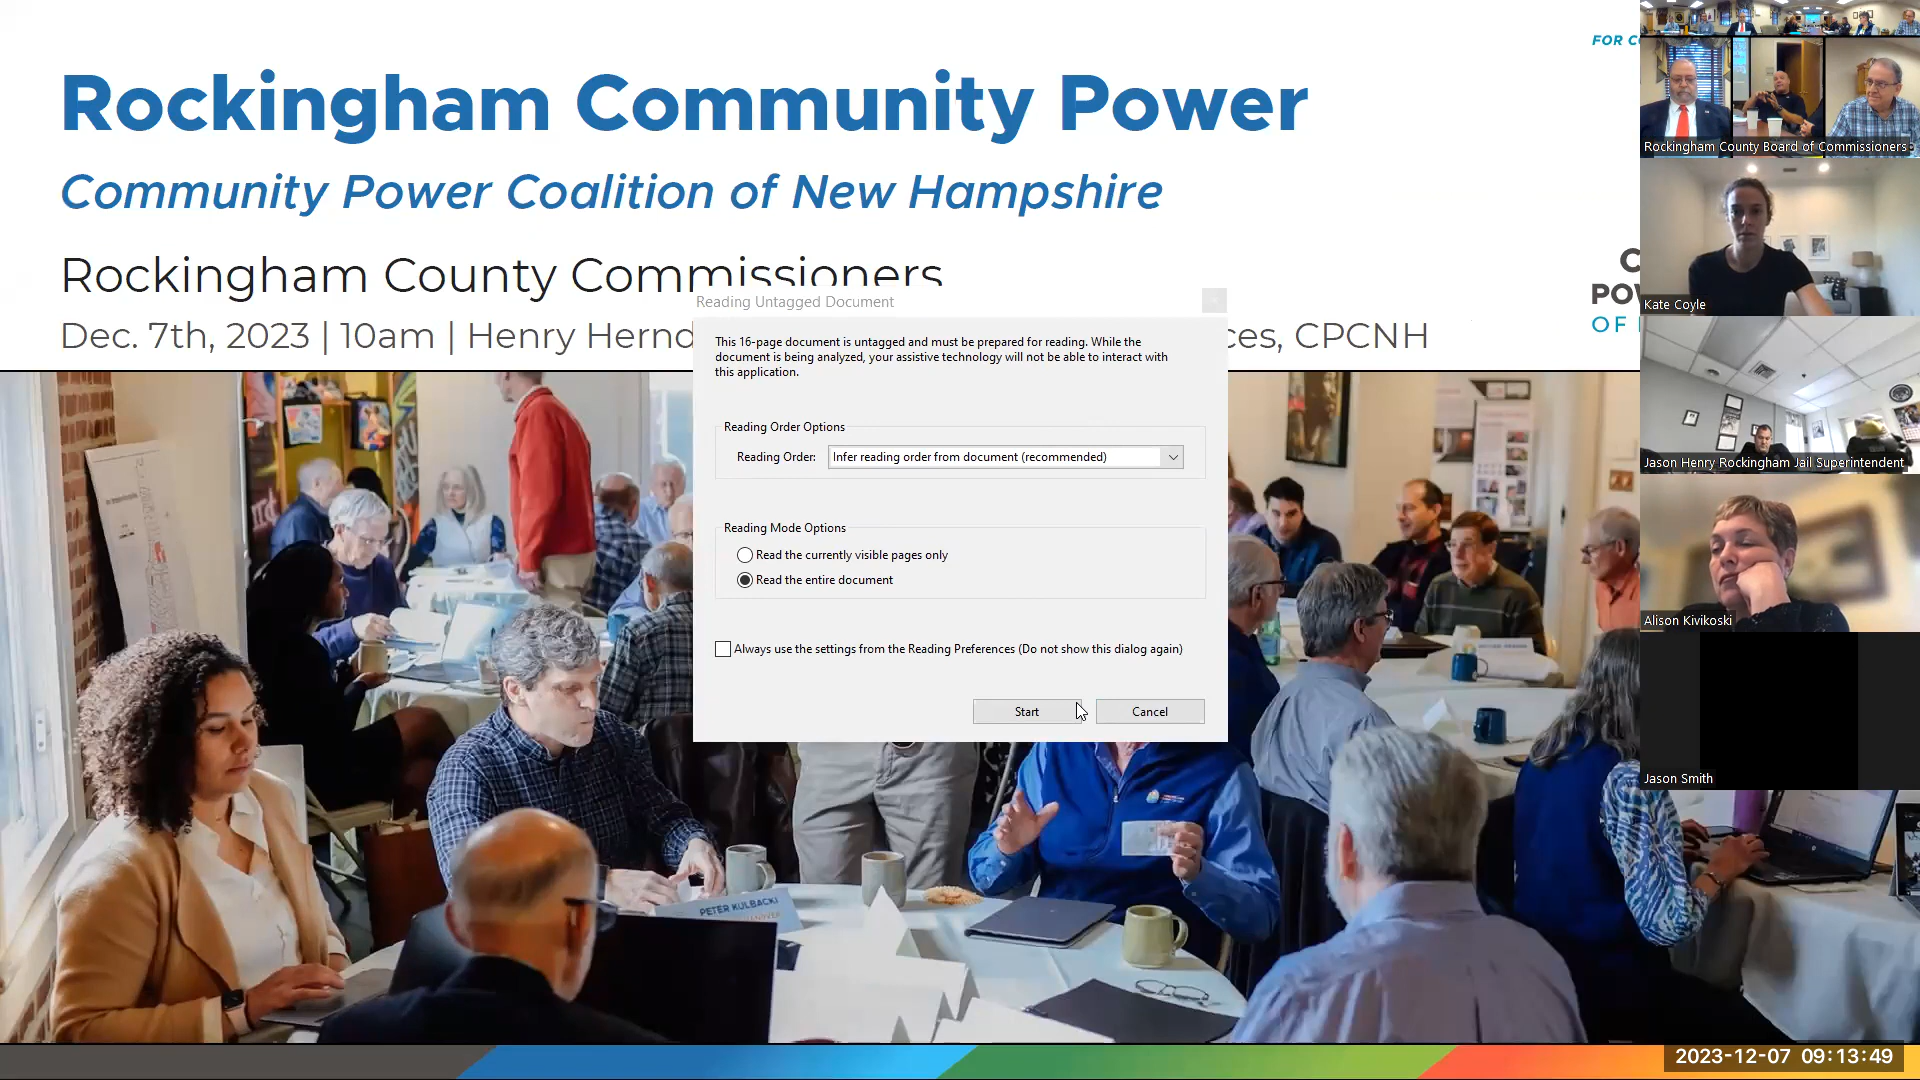 Rockingham Community Power
Community Power Coalition of New Hampshire
Rockingham County Commissioners
Dec. 7th, 2023 | 10am | Henry Hernd
ces, CPCNH
FOR CO
PO
OF
Reading Untagged Document
This 16-page document is untagged and must be prepared for reading. While the
document is being analyzed, your assistive technology will not be able to interact with
this application.
Reading Order Options
Reading Order:
Infer reading order from document (recommended)
Reading Mode Options
Read the currently visible pages only
Read the entire document
Always use the settings from the Reading Preferences (Do not show this dialog again)
Start
Cancel
PETER KULBACKI
HANOVER
Rockingham County Board of Commissioners
Kate Coyle
Jason Henry Rockingham Jail Superintendent
Alison Kivikoski
Jason Smith
2023-12-07 09:13:49